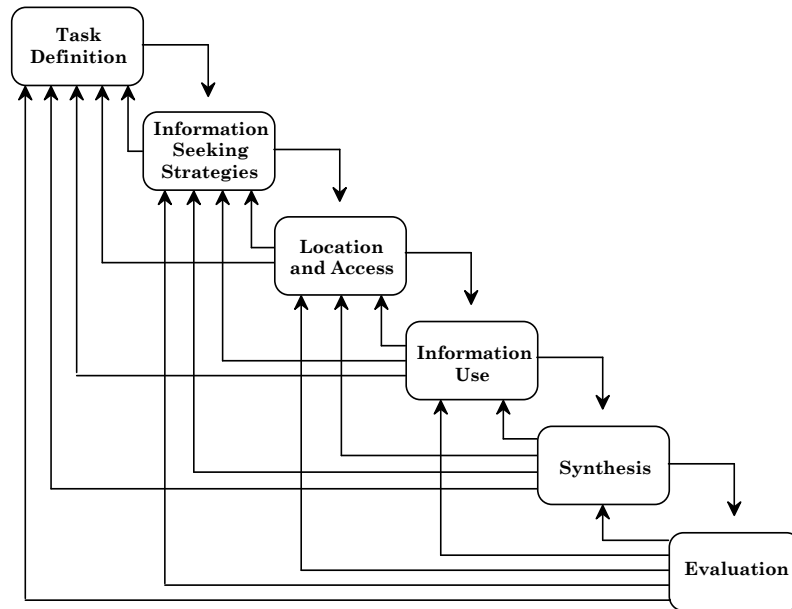 Task
Definition
Information
Seeking
Strategies
Location
and Access
Information
Use
Synthesis
Evaluation